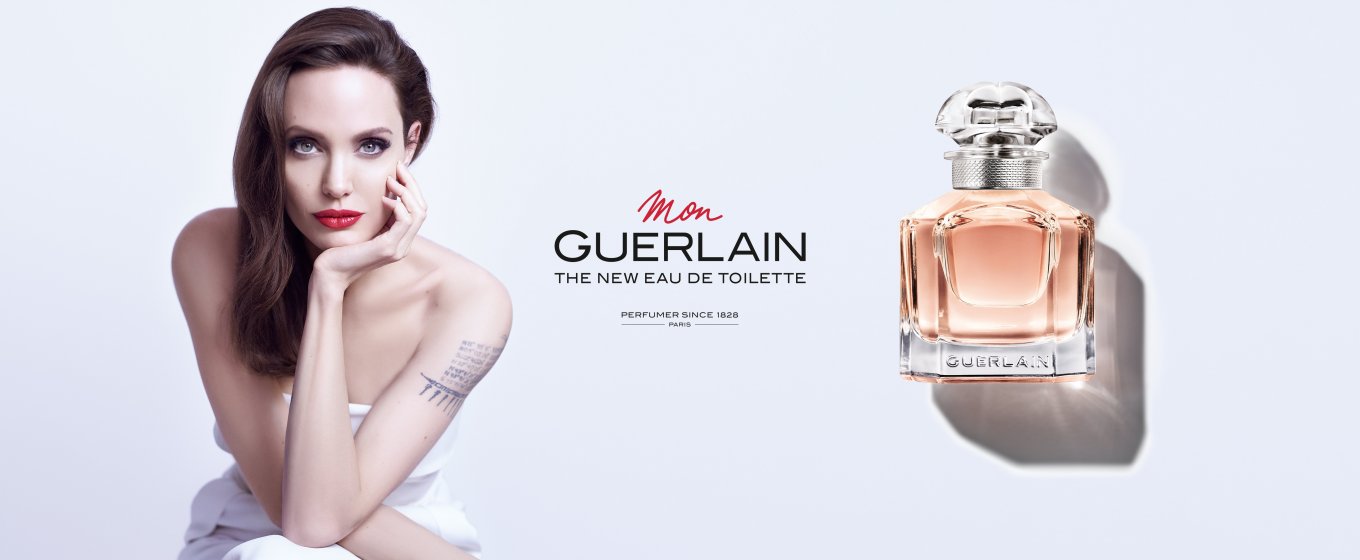 Mon
GUERLAIN
THE NEW EAU DE TOILETTE
PERFUMER SINCE 1828
PARIS
GUERLAIN